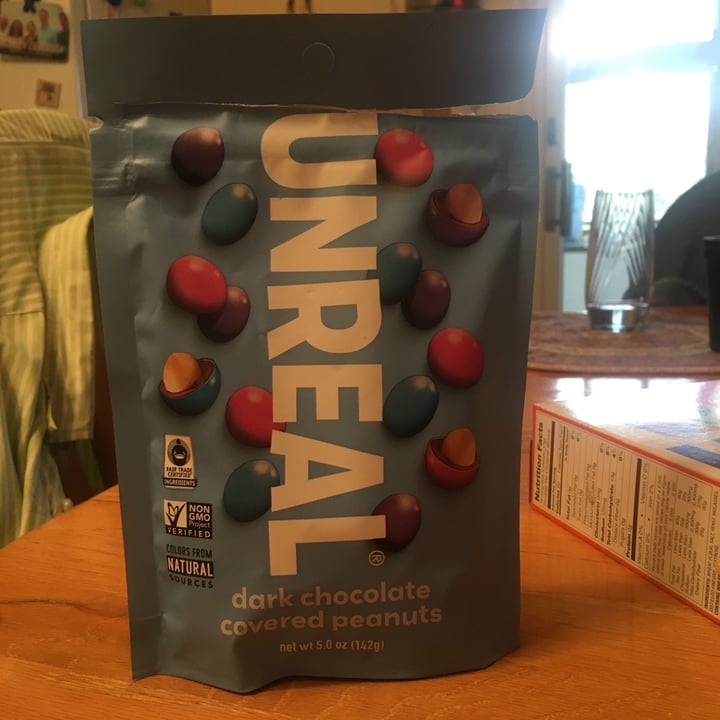 UNREAL®
FAIR TRADE
CERTIFIED
INGREDIENTS
NON
GMO
Project
VERIFIED
COLORS FROM
NATURAL
SOURCES
dark chocolate
covered peanuts
net wt 5.0 oz (142g)
Nutrition Facts